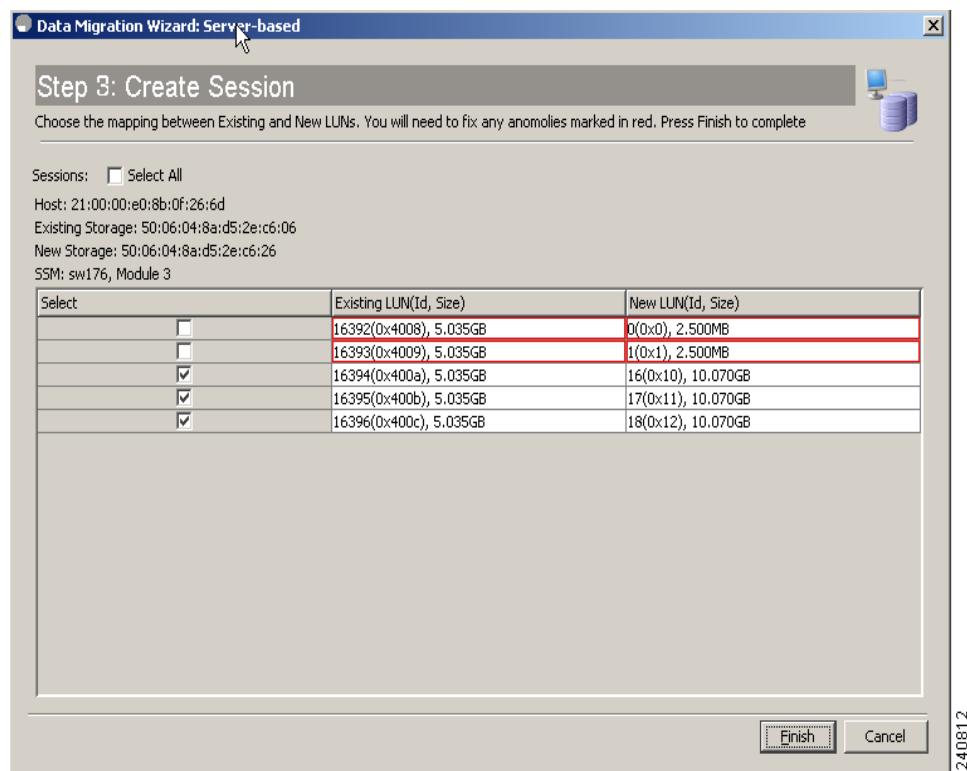 Data Migration Wizard: Server-based
Step 3: Create Session
Choose the mapping between Existing and New LUNs. You will need to fix any anomolies marked in red. Press Finish to complete
Sessions: Select All
Host: 21:00:00:e0:8b:0f:26:6d
Existing Storage: 50:06:04:8a:d5:2e:c6:06
New Storage: 50:06:04:8a:d5:2e:c6:26
SSM: sw176, Module 3
Select Existing LUN(Id, Size) New LUN(Id, Size)
16392(0x4008), 5.035GB 0(0x0), 2.500MB
16393(0x4009), 5.035GB 1(0x1), 2.500MB
16394(0x400a), 5.035GB 16(0x10), 10.070GB
16395(0x400b), 5.035GB 17(0x11), 10.070GB
16396(0x400c), 5.035GB 18(0x12), 10.070GB
Finish Cancel
240812